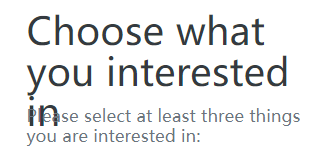 Choose what
you interested
in
Please select at least three things
you are interested in: